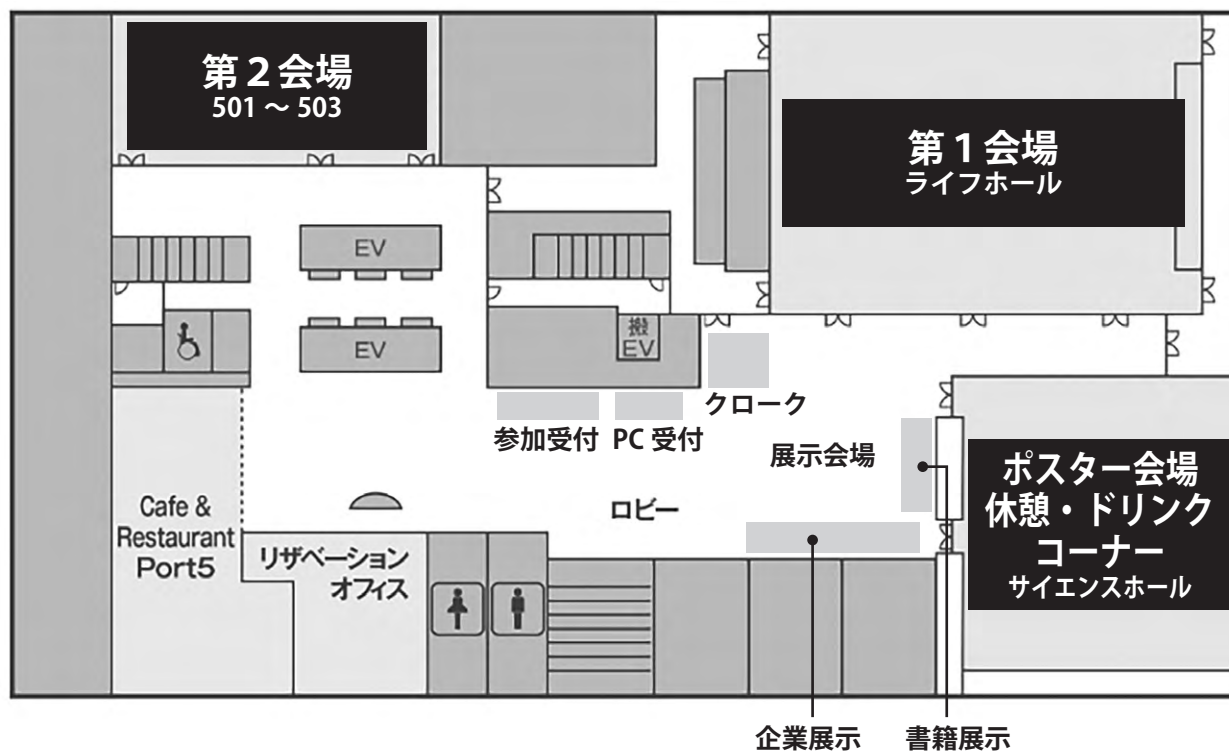 第２会場
501 ～ 503
第１会場
ライフホール
EV
EV
搬
EV
クローク
参加受付
PC 受付
展示会場
ポスター会場
休憩・ドリンク
コーナー
サイエンスホール
Cafe &
Restaurant
Port5
ロビー
リザベーション
オフィス
企業展示
書籍展示